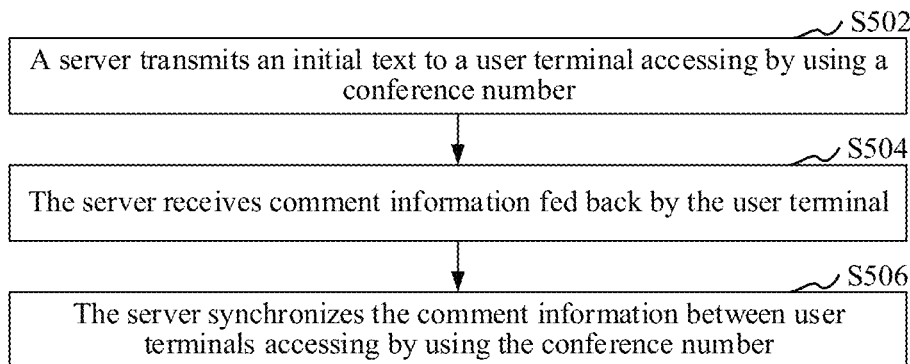 S502
A server transmits an initial text to a user terminal accessing by using a
conference number
S504
The server receives comment information fed back by the user terminal
S506
The server synchronizes the comment information between user
terminals accessing by using the conference number